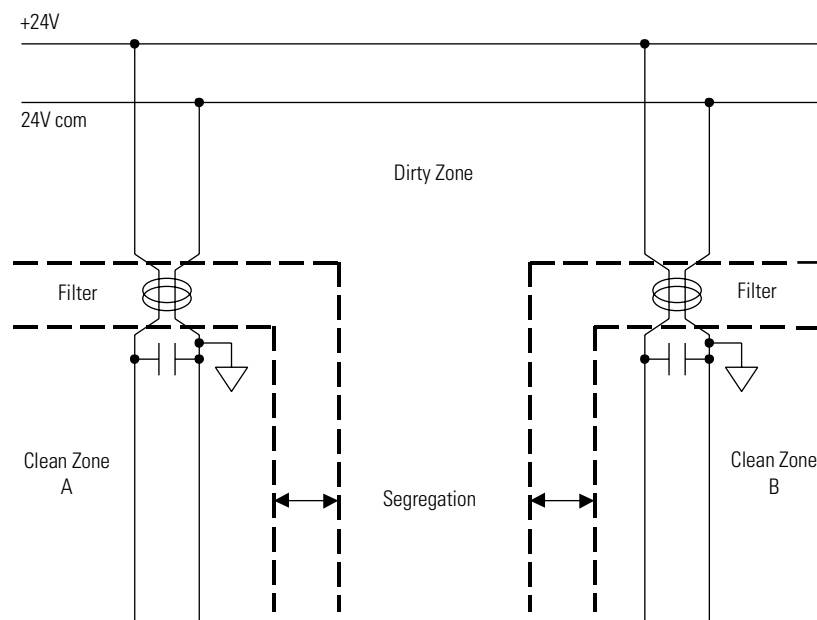 +24V
24V com
Dirty Zone
Filter
Filter
Clean Zone
A
Segregation
Clean Zone
B